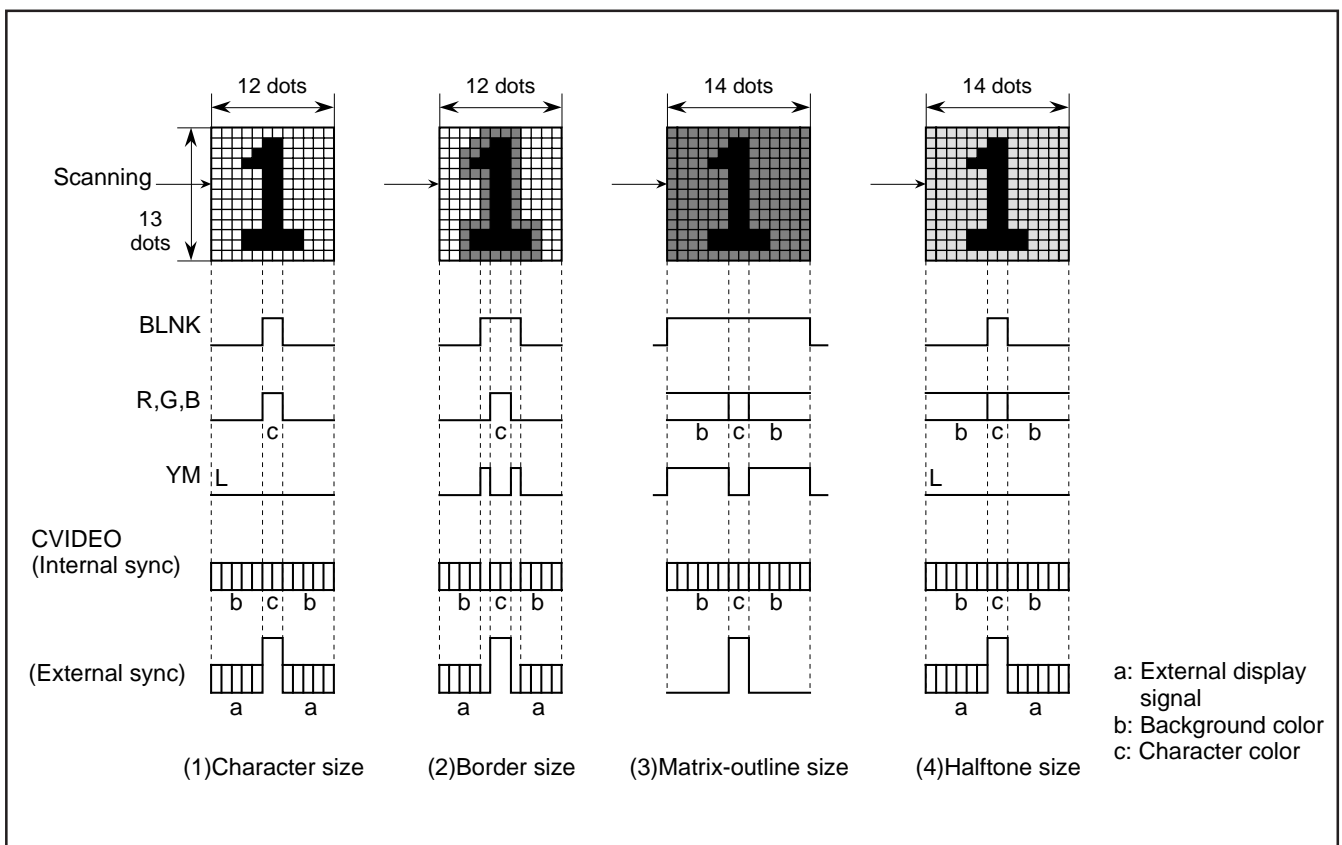 12 dots
12 dots
14 dots
14 dots
Scanning
13
dots
BLNK
R,G,B
c
c
b c b
b c b
YM
L
L
CVIDEO
(Internal sync)
b c b
b c b
b c b
b c b
(External sync)
a a
a a
a a
a: External display
signal
b: Background color
c: Character color
(1)Character size
(2)Border size
(3)Matrix-outline size
(4)Halftone size